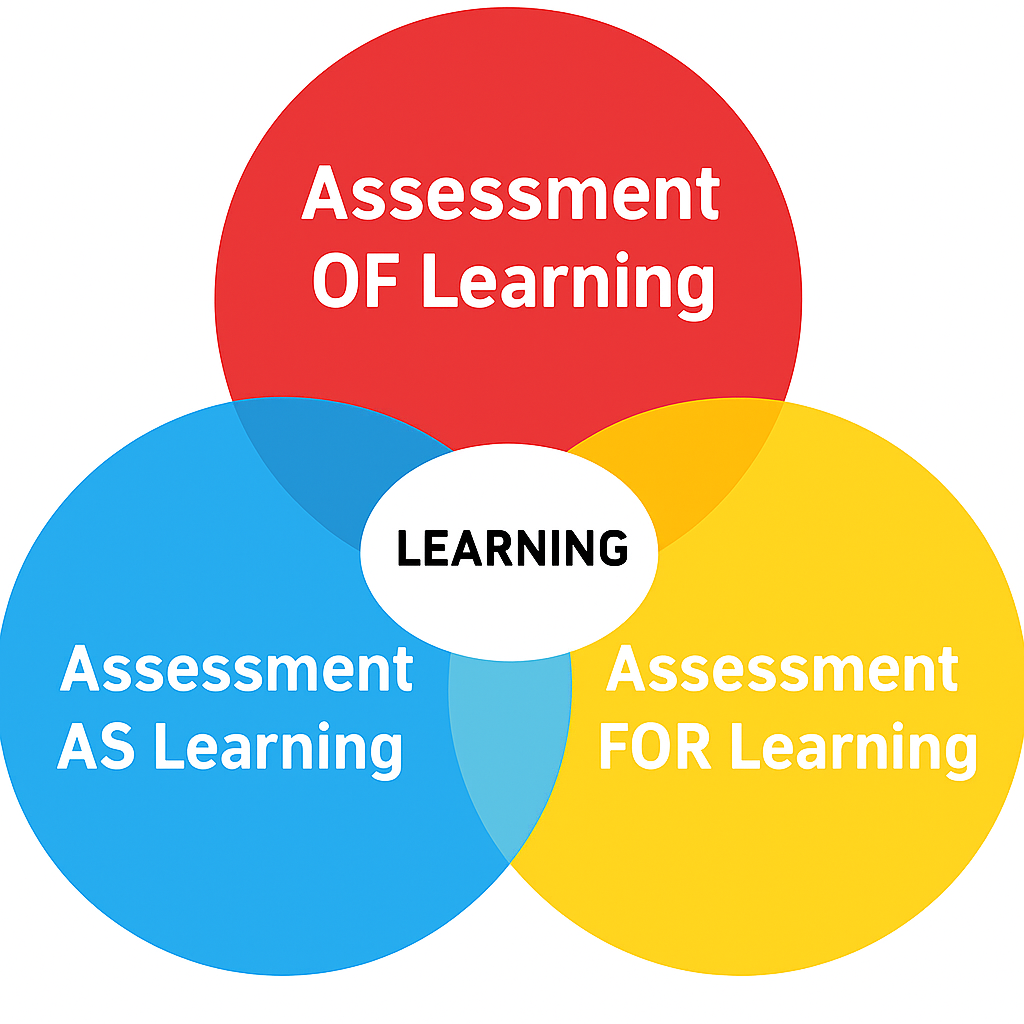 Assessment
OF Learning
LEARNING
Assessment
AS Learning
Assessment
FOR Learning